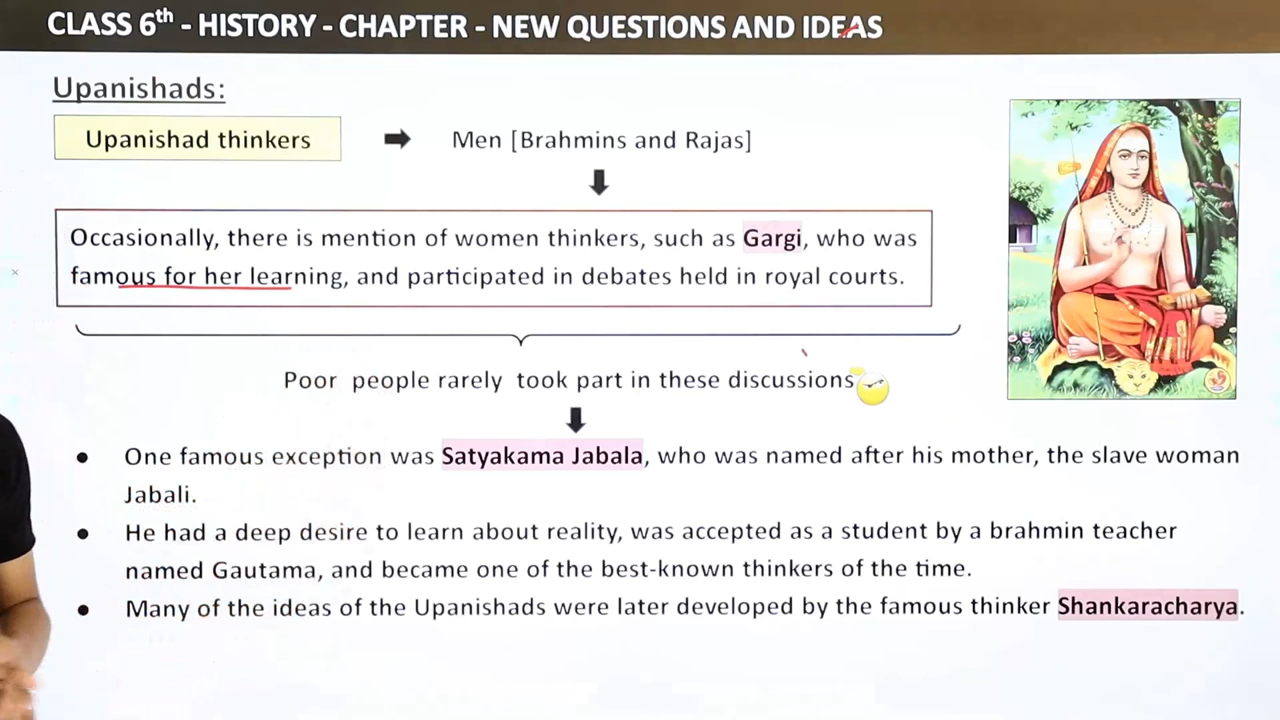 CLASS 6th - HISTORY - CHAPTER - NEW QUESTIONS AND IDEAS
Upanishads:
Upanishad thinkers
Men [Brahmins and Rajas]
Occasionally, there is mention of women thinkers, such as Gargi, who was
famous for her learning, and participated in debates held in royal courts.
Poor people rarely took part in these discussions
• One famous exception was Satyakama Jabala, who was named after his mother, the slave woman
Jabali.
• He had a deep desire to learn about reality, was accepted as a student by a brahmin teacher
named Gautama, and became one of the best-known thinkers of the time.
• Many of the ideas of the Upanishads were later developed by the famous thinker Shankaracharya.